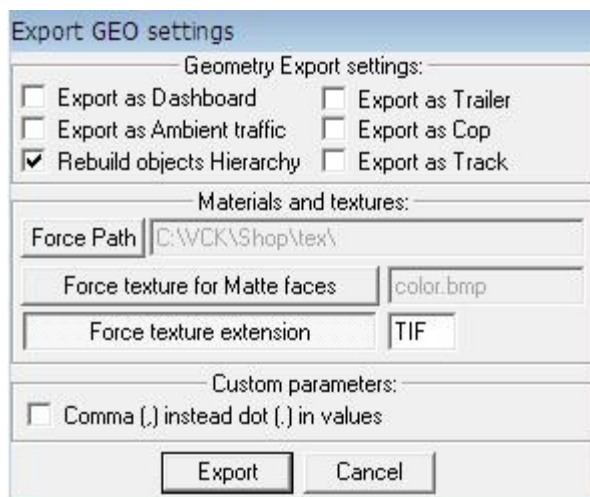 Export GEO settings
Geometry Export settings:
Export as Dashboard Export as Trailer
Export as Ambient traffic Export as Cop
Rebuild objects Hierarchy Export as Track
Materials and textures:
Force Path C:\VCK\Shop\tex\
Force texture for Matte faces color.bmp
Force texture extension TIF
Custom parameters:
Comma (,) instead dot (.) in values
Export Cancel